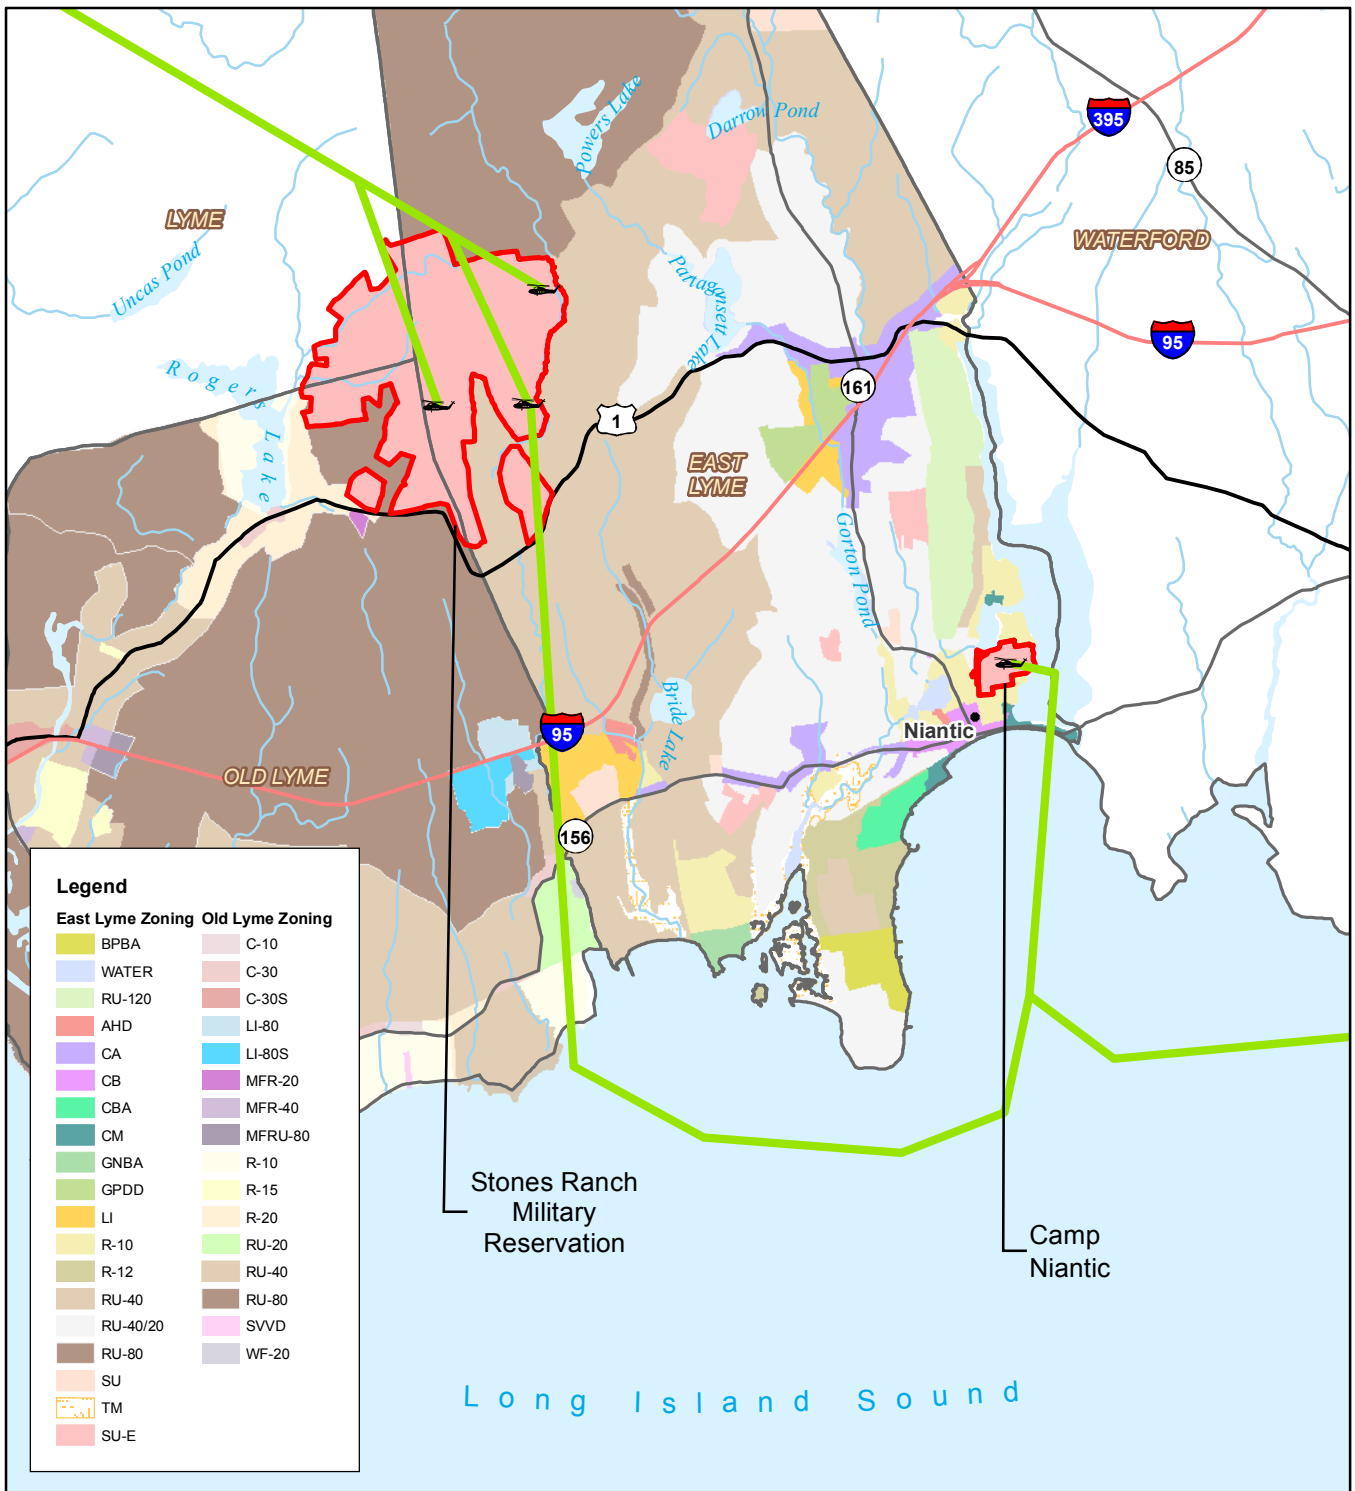 Powers Lake
Darrow Pond
395
85
LYME
Uncas Pond
WATERFORD
Pattagansett Lake
95
Rogers Lake
161
1
EAST
LYME
Gorton Pond
Bride Lake
Niantic
95
OLD LYME
156
Legend
East Lyme Zoning
BPBA
WATER
RU-120
AHD
CA
CB
CBA
CM
GNBA
GPDD
LI
R-10
R-12
RU-40
RU-40/20
RU-80
SU
TM
SU-E
Old Lyme Zoning
C-10
C-30
C-30S
LI-80
LI-80S
MFR-20
MFR-40
MFRU-80
R-10
R-15
R-20
RU-20
RU-40
RU-80
SVVD
WF-20
Stones Ranch
Military
Reservation
Camp
Niantic
Long Island Sound